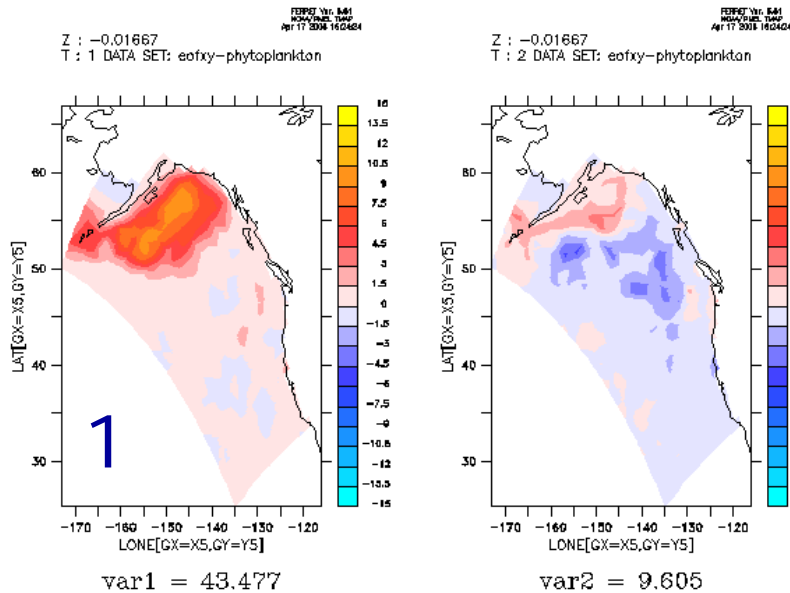 FERRET Ver. 5.81
NOAA/PMEL TMAP
Apr 17 2008 16:24:24
Z : -0.01667
T : 1 DATA SET: eofxy-phytoplankton
LAT[GX=X5,GY=Y5]
60
50
40
30
-170 -160 -150 -140 -130 -120
LONE[GX=X5,GY=Y5]
15
13.5
12
10.5
9
7.5
6
4.5
3
1.5
0
-1.5
-3
-4.5
-6
-7.5
-9
-10.5
-12
-13.5
-15
1
var1 = 43.477
FERRET Ver. 5.81
NOAA/PMEL TMAP
Apr 17 2008 16:24:24
Z : -0.01667
T : 2 DATA SET: eofxy-phytoplankton
LAT[GX=X5,GY=Y5]
60
50
40
30
-170 -160 -150 -140 -130 -120
LONE[GX=X5,GY=Y5]
var2 = 9.605